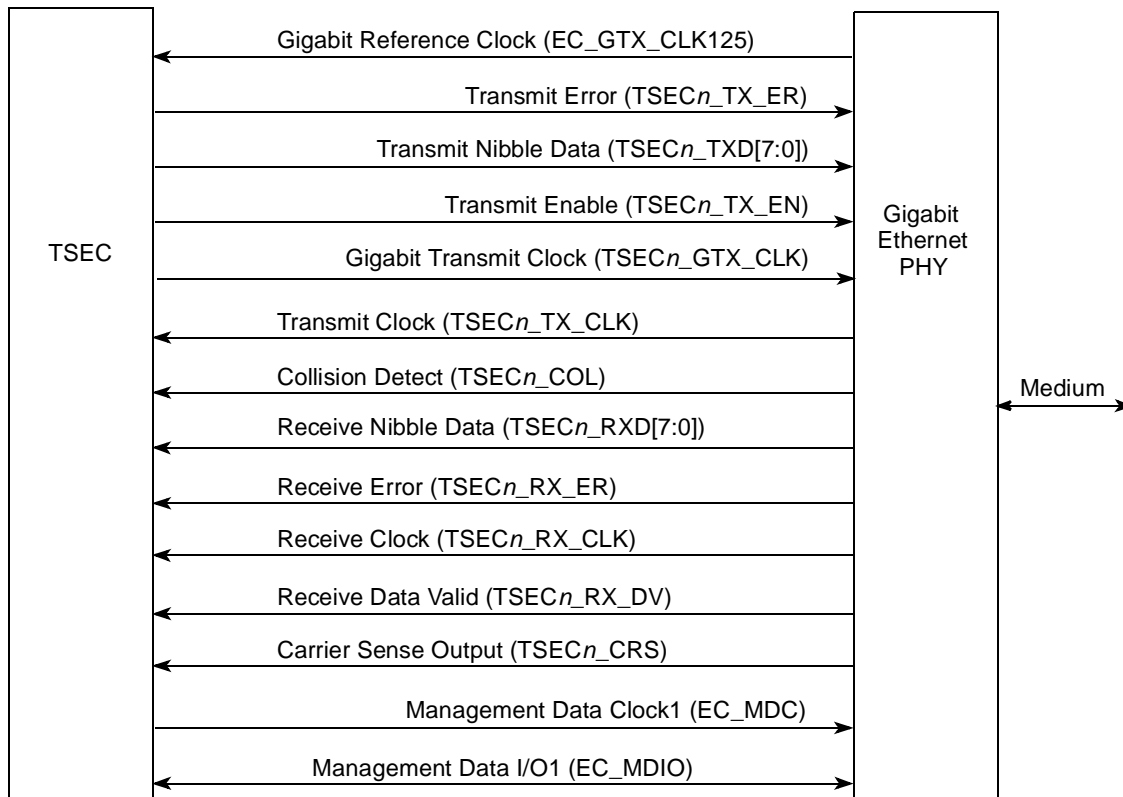 Gigabit Reference Clock (EC_GTX_CLK125)
Transmit Error (TSECn_TX_ER)
Transmit Nibble Data (TSECn_TXD[7:0])
Transmit Enable (TSECn_TX_EN)
TSEC
Gigabit Transmit Clock (TSECn_GTX_CLK)
Gigabit
Ethernet
PHY
Transmit Clock (TSECn_TX_CLK)
Collision Detect (TSECn_COL)
Medium
Receive Nibble Data (TSECn_RXD[7:0])
Receive Error (TSECn_RX_ER)
Receive Clock (TSECn_RX_CLK)
Receive Data Valid (TSECn_RX_DV)
Carrier Sense Output (TSECn_CRS)
Management Data Clock1 (EC_MDC)
Management Data I/O1 (EC_MDIO)